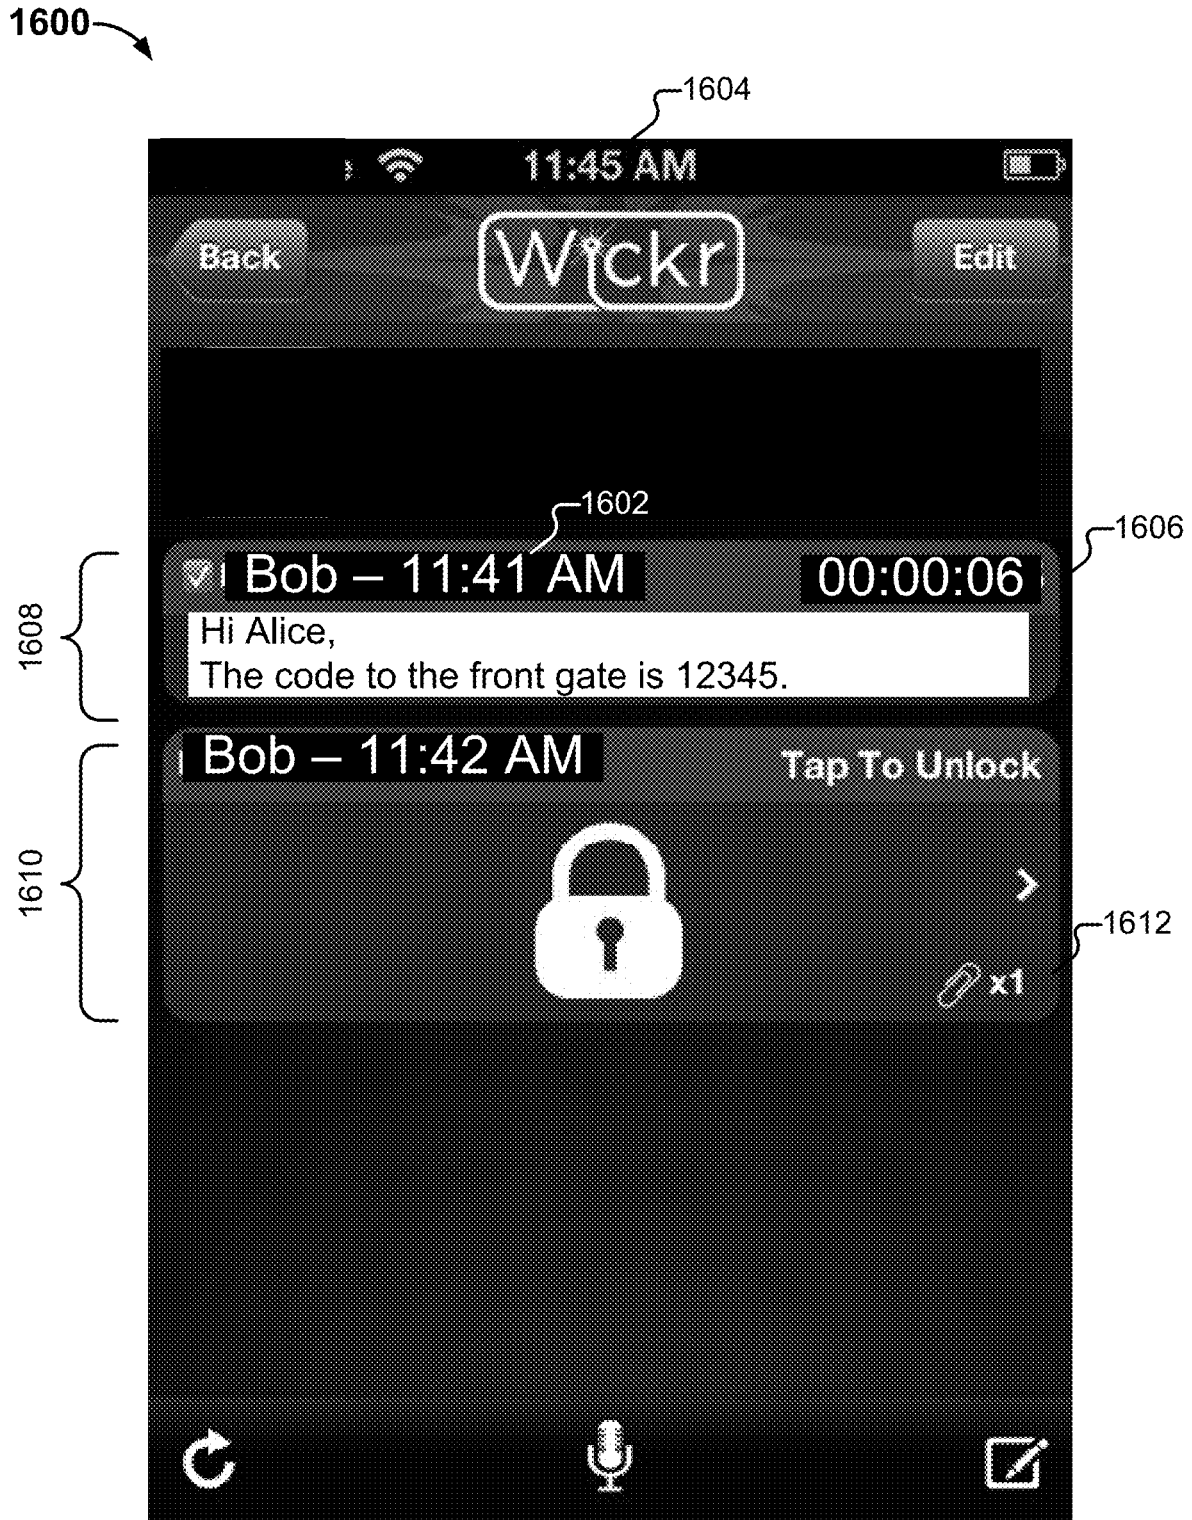 1600
1604
11:45 AM
Back
Wickr
Edit
1602
1606
Bob – 11:41 AM
00:00:06
1608
Hi Alice,
The code to the front gate is 12345.
Bob – 11:42 AM
Tap To Unlock
1610
1612
x1